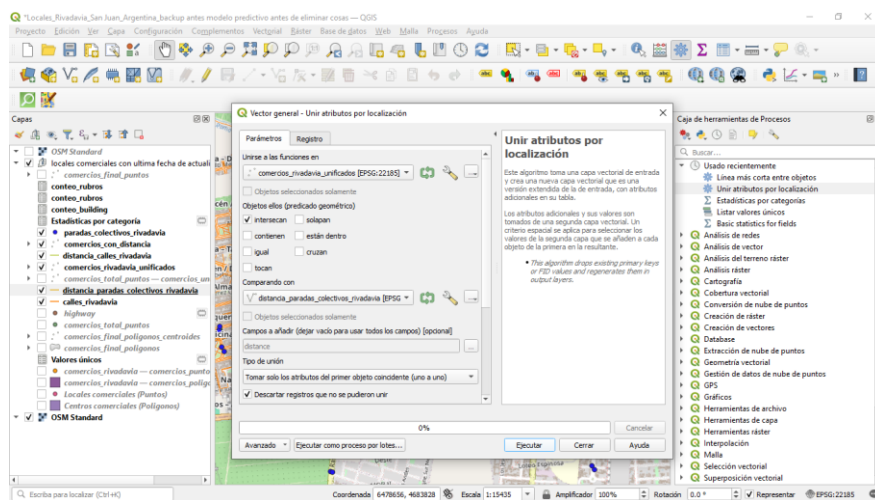 *Locales_Rivadavia_San Juan_Argentina_backup antes modelo predictivo antes de eliminar cosas — QGIS
Proyecto Edición Ver Capa Configuración Complementos Vectorial Ráster Base de datos Web Malla Procesos Ayuda
Capas
OSM Standard
locales comerciales con ultima fecha de actuali
comercios_final_puntos
conteo_rubros
conteo_rubros
conteo_building
Estadísticas por categoría
paradas_colectivos_rivadavia
comercios_con_distancia
distancia_calles_rivadavia
comercios_rivadavia_unificados
comercios_total_puntos — comercios_un
distancia_paradas_colectivos_rivadavia
calles_rivadavia
highway
comercios_total_puntos
comercios_final_poligonos_centroides
comercios_final_poligonos
Valores únicos
comercios_rivadavia — comercios_punto
comercios_rivadavia — comercios_poligo
Locales comerciales (Puntos)
Centros comerciales (Poligonos)
OSM Standard
Vector general - Unir atributos por localización
Parámetros Registro
Unirse a las funciones en
comercios_rivadavia_unificados [EPSG:22185]
Objetos seleccionados solamente
Objetos ellos (predicado geométrico)
intersecan solapan
contienen están dentro
igual cruzan
tocan
Comparando con
distancia_paradas_colectivos_rivadavia [EPSG
Objetos seleccionados solamente
Campos a añadir (dejar vacío para usar todos los campos) [opcional]
distance
Tipo de unión
Tomar solo los atributos del primer objeto coincidente (uno a uno)
Descartar registros que no se pudieron unir
Unir atributos por
localización
Este algoritmo toma una capa vectorial de entrada
y crea una nueva capa vectorial que es una
versión extendida de la de entrada, con atributos
adicionales en su tabla.
Los atributos adicionales y sus valores son
tomados de una segunda capa vectorial. Un
criterio espacial se aplica para seleccionar los
valores de la segunda capa que se añaden a cada
objeto de la primera en la resultante.
• This algorithm drops existing primary keys
or FID values and regenerates them in
output layers.
0% Cancelar
Avanzado Ejecutar como proceso por lotes... Ejecutar Cerrar Ayuda
Caja de herramientas de Procesos
Buscar...
Usado recientemente
Línea más corta entre objetos
Unir atributos por localización
Estadísticas por categorías
Listar valores únicos
Basic statistics for fields
Análisis de redes
Análisis de vector
Análisis del terreno ráster
Análisis ráster
Cartografía
Cobertura vectorial
Conversión de nube de puntos
Creación de ráster
Creación de vectores
Database
Extracción de nube de puntos
Geometría vectorial
Gestión de datos de nube de puntos
GPS
Gráficos
Herramientas de archivo
Herramientas de capa
Herramientas ráster
Interpolación
Malla
Selección vectorial
Superposición vectorial
Escriba para localizar (Ctrl+K) Coordenada 6478656, 4683828 Escala 1:15435 Amplificador 100% Rotación 0.0 ° Representar EPSG:22185